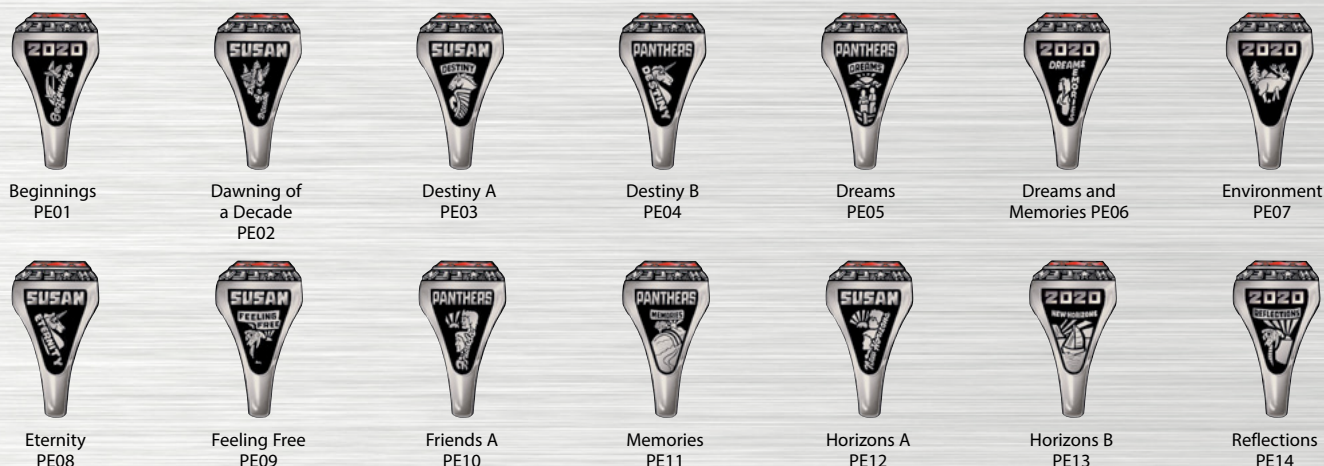 2020
Beginnings
Beginnings
PE01
SUSAN
Dawning of
a Decade
PE02
SUSAN
DESTINY
Destiny A
PE03
PANTHERS
DESTINY
Destiny B
PE04
PANTHERS
DREAMS
Dreams
PE05
2020
DREAMS
MEMORIES
Dreams and
Memories PE06
2020
Environment
PE07
SUSAN
ETERNITY
Eternity
PE08
SUSAN
FEELING
FREE
Feeling Free
PE09
PANTHERS
Friends A
PE10
PANTHERS
MEMORIES
Memories
PE11
SUSAN
Horizons A
PE12
2020
NEW HORIZONS
Horizons B
PE13
2020
REFLECTIONS
Reflections
PE14